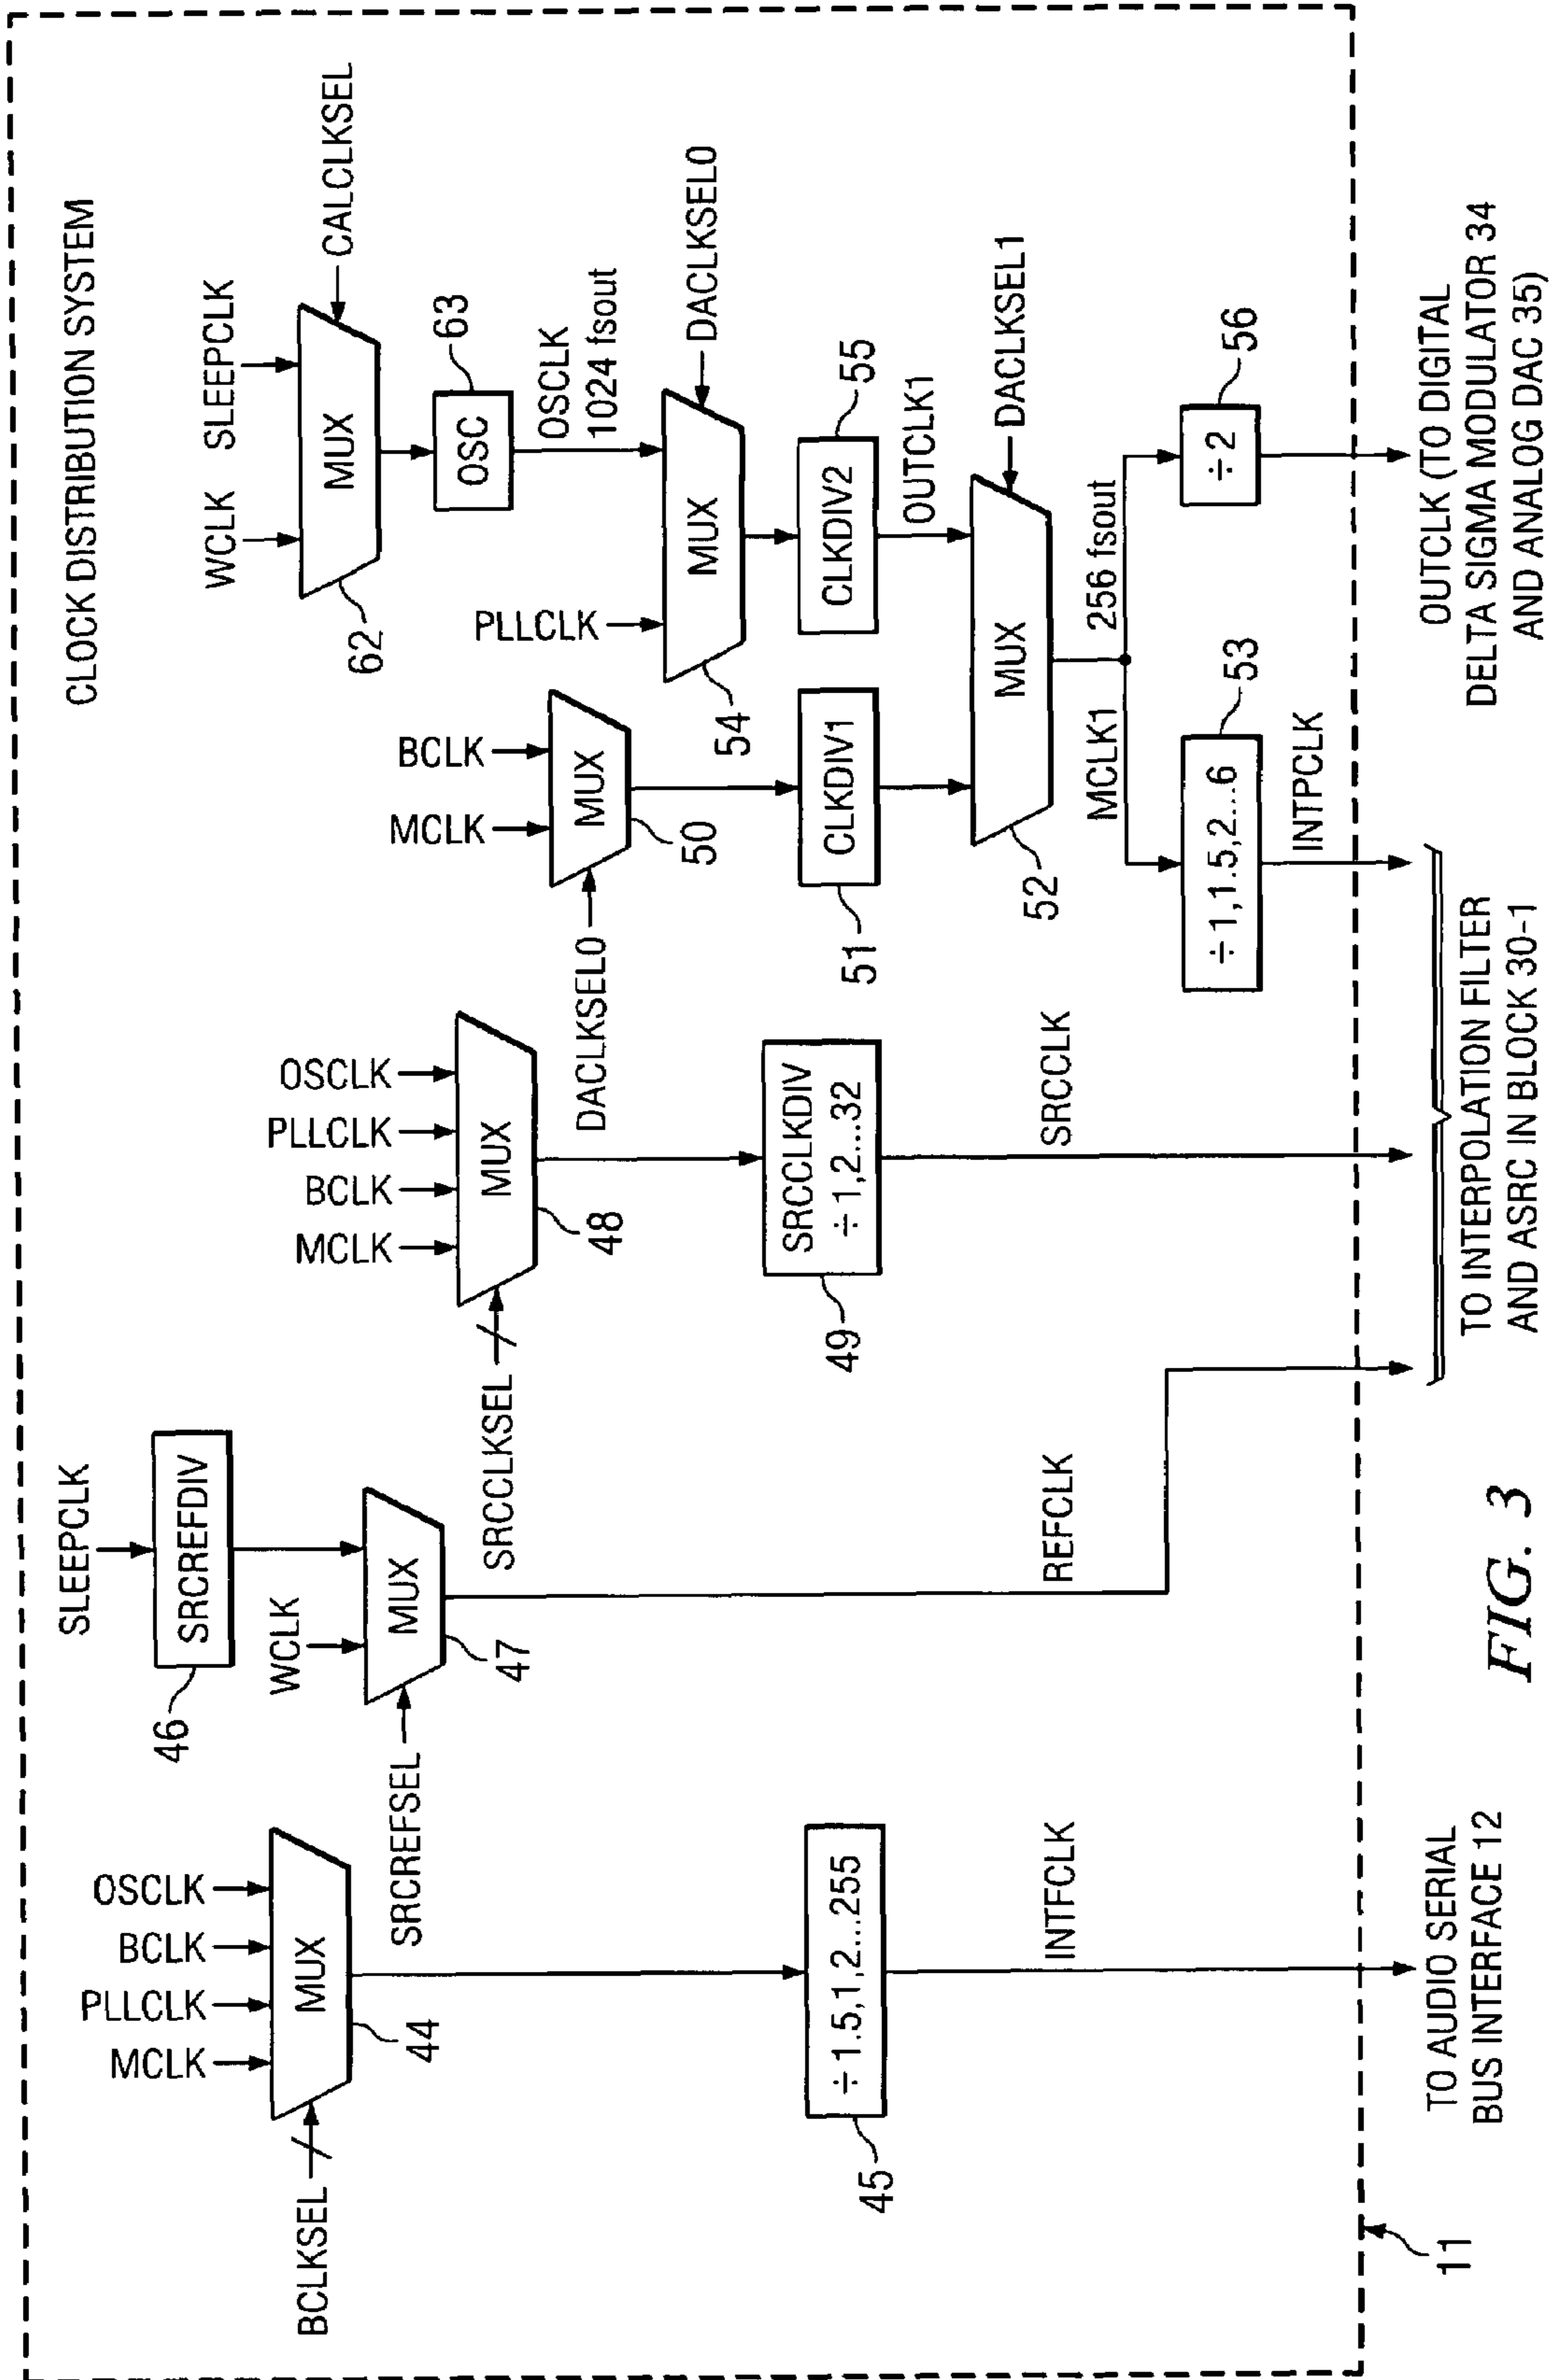 CLOCK DISTRIBUTION SYSTEM
BCLKSEL
MCLK
PLLCLK
BCLK
OSCLK
MUX
44
÷1.5,1,2...255
45
INTFCLK
TO AUDIO SERIAL
BUS INTERFACE 12
11
SLEEPCLK
SRCREFDIV
46
WCLK
MUX
47
SRCREFSEL
REFCLK
MCLK
BCLK
PLLCLK
OSCLK
MUX
48
SRCCLKSEL
SRCCLKDIV
÷1,2...32
49
SRCCLK
MCLK
BCLK
MUX
50
DACLKSEL0
CLKDIV1
51
WCLK
SLEEPCLK
MUX
62
CALCLKSEL
OSC
63
OSCLK
1024 fsout
PLLCLK
MUX
54
DACLKSEL0
CLKDIV2
55
OUTCLK1
MUX
52
DACLKSEL1
MCLK1
256 fsout
÷1,1.5,2...6
53
÷2
56
INTPCLK
TO INTERPOLATION FILTER
AND ASRC IN BLOCK 30-1
OUTCLK (TO DIGITAL
DELTA SIGMA MODULATOR 34
AND ANALOG DAC 35)
FIG. 3